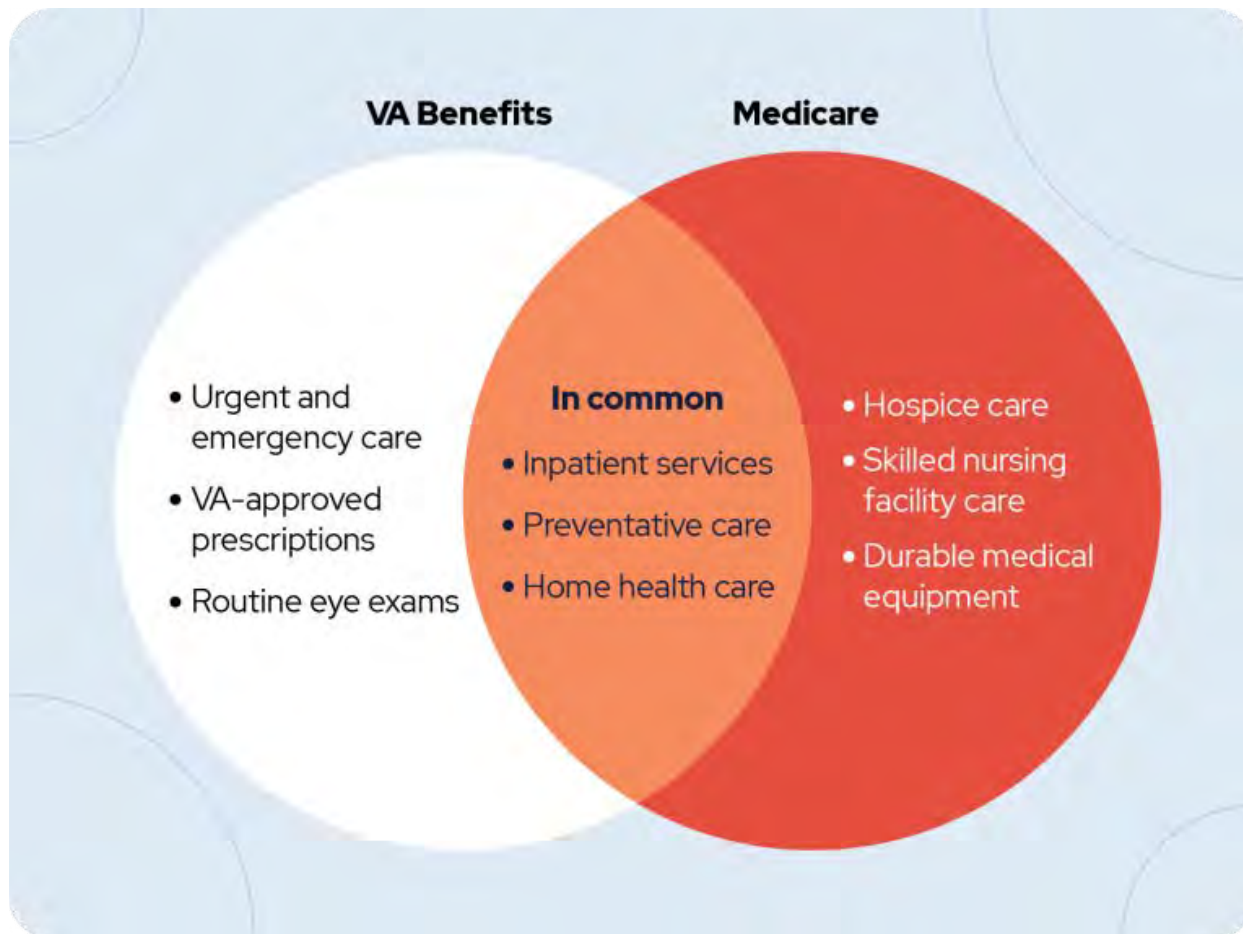 VA Benefits
Medicare
• Urgent and
emergency care
• VA-approved
prescriptions
• Routine eye exams
In common
• Inpatient services
• Preventative care
• Home health care
• Hospice care
• Skilled nursing
facility care
• Durable medical
equipment